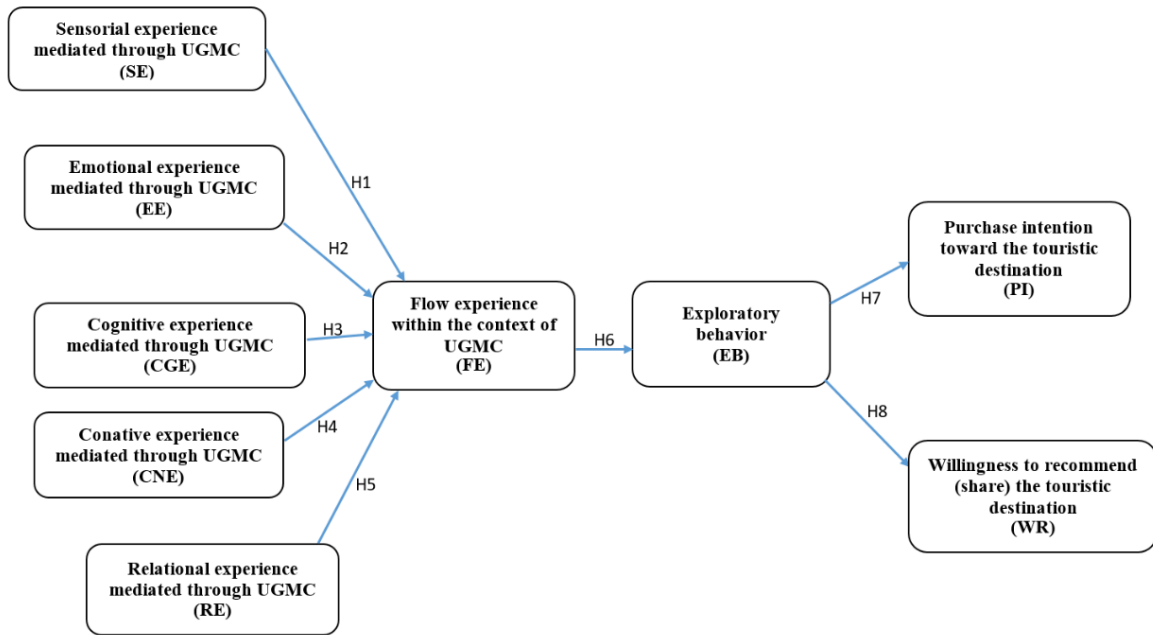 Sensorial experience
mediated through UGMC
(SE)
H1
Emotional experience
mediated through UGMC
(EE)
H2
Cognitive experience
mediated through UGMC
(CGE)
H3
Conative experience
mediated through UGMC
(CNE)
H4
Relational experience
mediated through UGMC
(RE)
H5
Flow experience
within the context of
UGMC
(FE)
H6
Exploratory
behavior
(EB)
H7
Purchase intention
toward the touristic
destination
(PI)
H8
Willingness to recommend
(share) the touristic
destination
(WR)